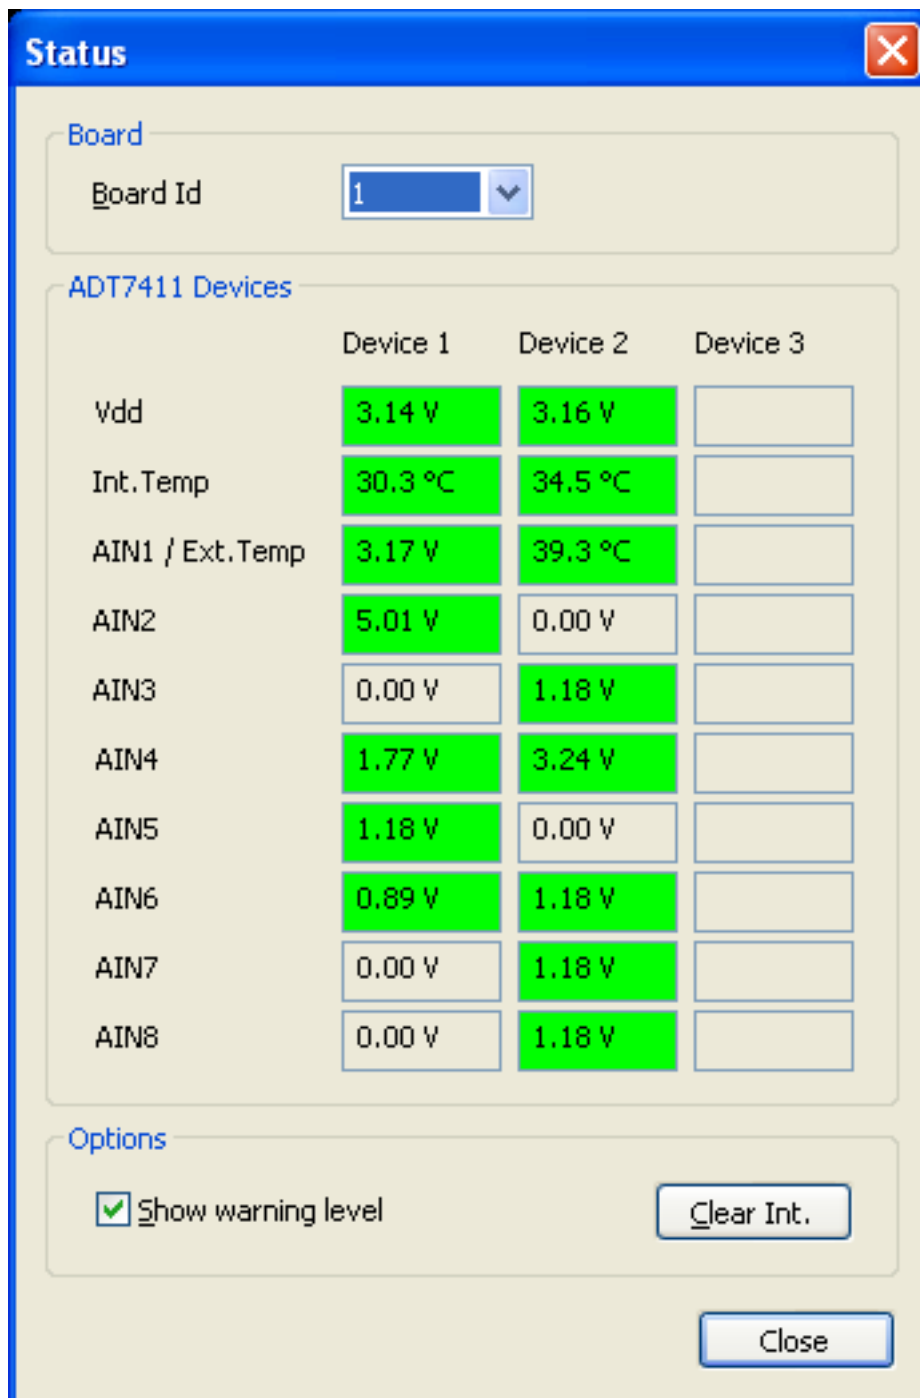 Status
Board
Board Id 1
ADT7411 Devices
Device 1 Device 2 Device 3
Vdd 3.14 V 3.16 V
Int.Temp 30.3 °C 34.5 °C
AIN1 / Ext.Temp 3.17 V 39.3 °C
AIN2 5.01 V 0.00 V
AIN3 0.00 V 1.18 V
AIN4 1.77 V 3.24 V
AIN5 1.18 V 0.00 V
AIN6 0.89 V 1.18 V
AIN7 0.00 V 1.18 V
AIN8 0.00 V 1.18 V
Options
Show warning level Clear Int.
Close